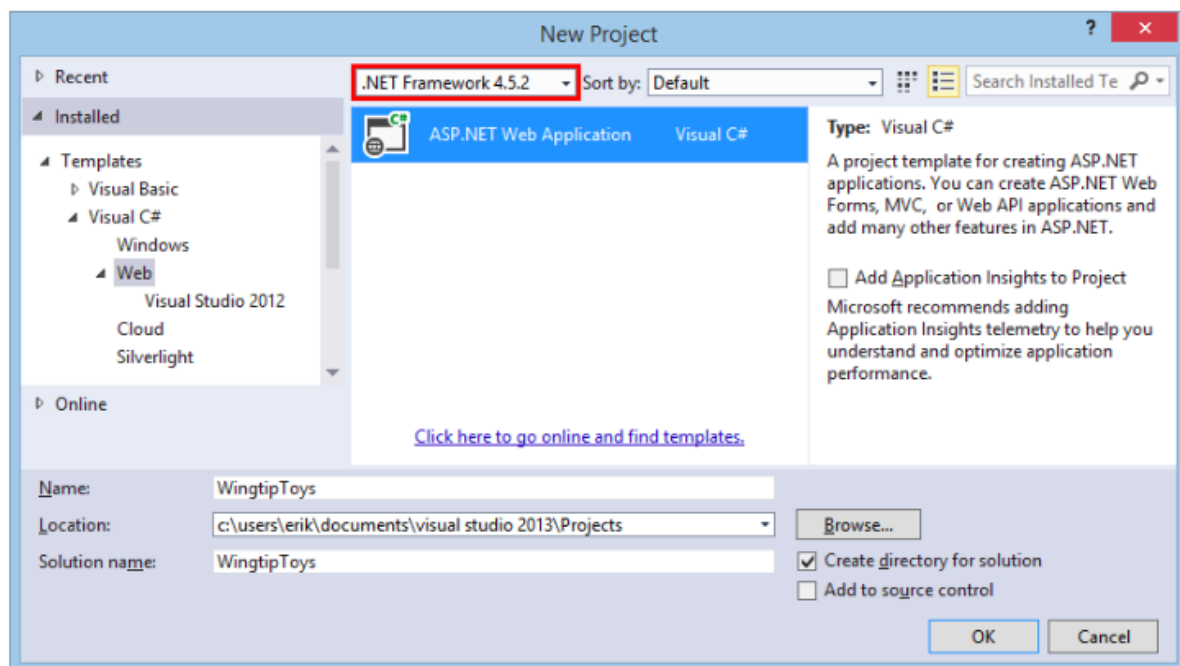 New Project
?
Recent
Installed
Templates
Visual Basic
Visual C#
Windows
Web
Visual Studio 2012
Cloud
Silverlight
Online
.NET Framework 4.5.2
Sort by:
Default
Search Installed Te
C#
ASP.NET Web Application
Visual C#
Click here to go online and find templates.
Type: Visual C#
A project template for creating ASP.NET
applications. You can create ASP.NET Web
Forms, MVC, or Web API applications and
add many other features in ASP.NET.
Add Application Insights to Project
Microsoft recommends adding
Application Insights telemetry to help you
understand and optimize application
performance.
Name:
WingtipToys
Location:
c:\users\erik\documents\visual studio 2013\Projects
Browse...
Solution name:
WingtipToys
Create directory for solution
Add to source control
OK
Cancel